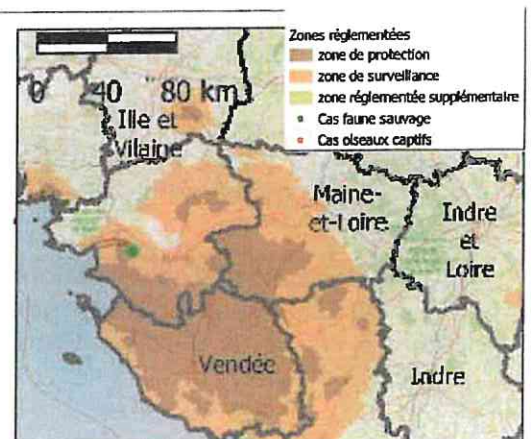 Zones règlementées
zone de protection
zone de surveillance
zone réglementée supplémentaire
Cas faune sauvage
Cas oiseaux captifs
0 40 80 km
Ille et
Vilaine
Maine-
et-Loire
Indre
et
Loire
Vendée
Indre